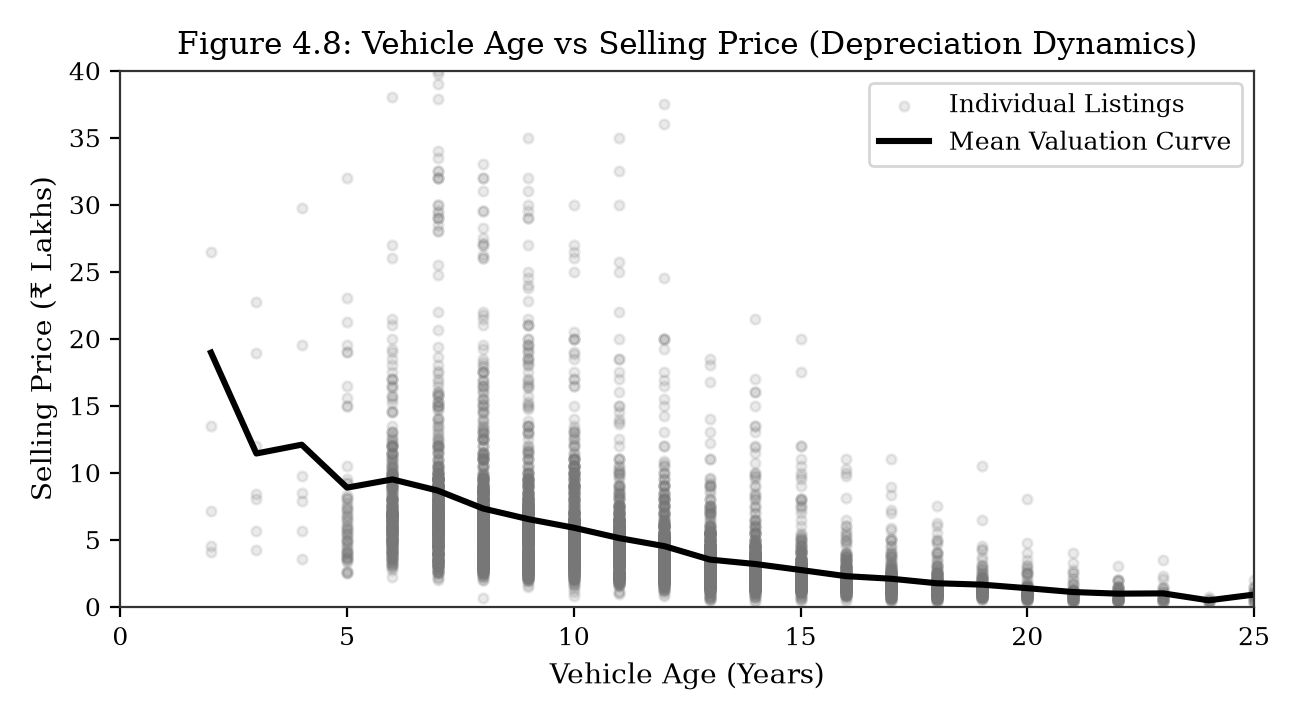 Figure 4.8: Vehicle Age vs Selling Price (Depreciation Dynamics)
Individual Listings
Mean Valuation Curve
Selling Price (₹ Lakhs)
40
35
30
25
20
15
10
5
0
0 5 10 15 20 25
Vehicle Age (Years)